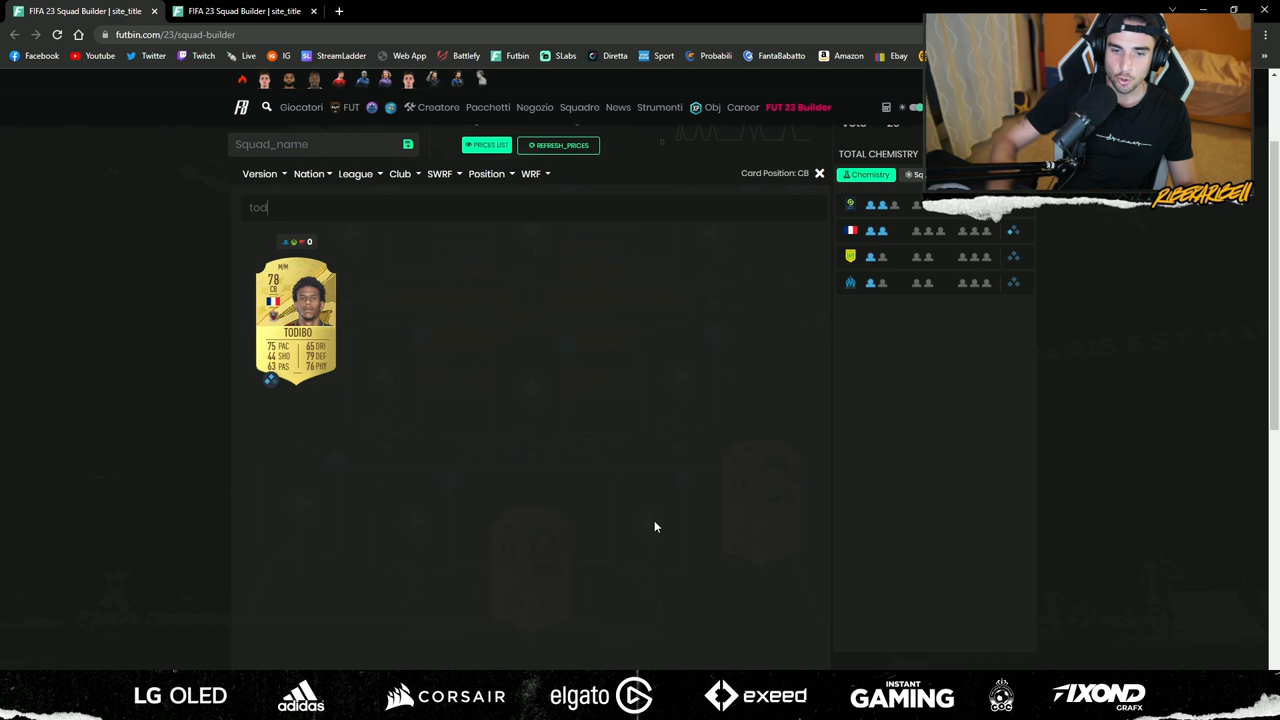 FIFA 23 Squad Builder | site_title
FIFA 23 Squad Builder | site_title
futbin.com/23/squad-builder
Facebook Youtube Twitter Twitch Live IG StreamLadder Web App Battlefy Futbin SLabs Diretta Sport Probabili FantaBabatto Amazon Ebay
FB Giocatori FUT Creatore Pacchetti Negozio Squadre News Strumenti Obj Career FUT 23 Builder
Squad_name PRICES LIST REFRESH_PRICES
0
TOTAL CHEMISTRY
Version Nation League Club SWRF Position WRF Card Position: CB
Chemistry Sq
tod
0
M/M
78
CB
TODIBO
75 PAC 65 DRI
44 SHO 79 DEF
63 PAS 76 PHY
RIBERARIBELL
LG OLED adidas CORSAIR elgato exeed INSTANT GAMING FIXOND GRAFX